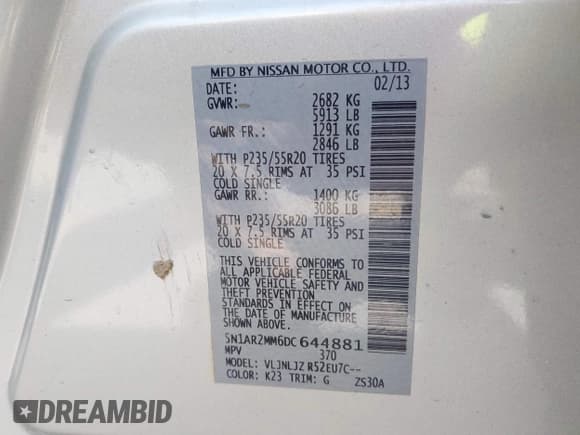 MFD BY NISSAN MOTOR CO., LTD.
DATE: 02/13
GVWR: 2682 KG
5913 LB
GAWR FR.: 1291 KG
2846 LB
WITH P235/55R20 TIRES
20 X 7.5 RIMS AT 35 PSI
COLD SINGLE
GAWR RR.: 1400 KG
3086 LB
WITH P235/55R20 TIRES
20 X 7.5 RIMS AT 35 PSI
COLD SINGLE
THIS VEHICLE CONFORMS TO
ALL APPLICABLE FEDERAL
MOTOR VEHICLE SAFETY AND
THEFT PREVENTION
STANDARDS IN EFFECT ON
THE DATE OF MANUFACTURE
SHOWN ABOVE.
5N1AR2MM6DC644881
MPV 370
MODEL: VLJNLJZ R52EU7C--
COLOR: K23 TRIM: G ZS30A
DREAMBID
.COM